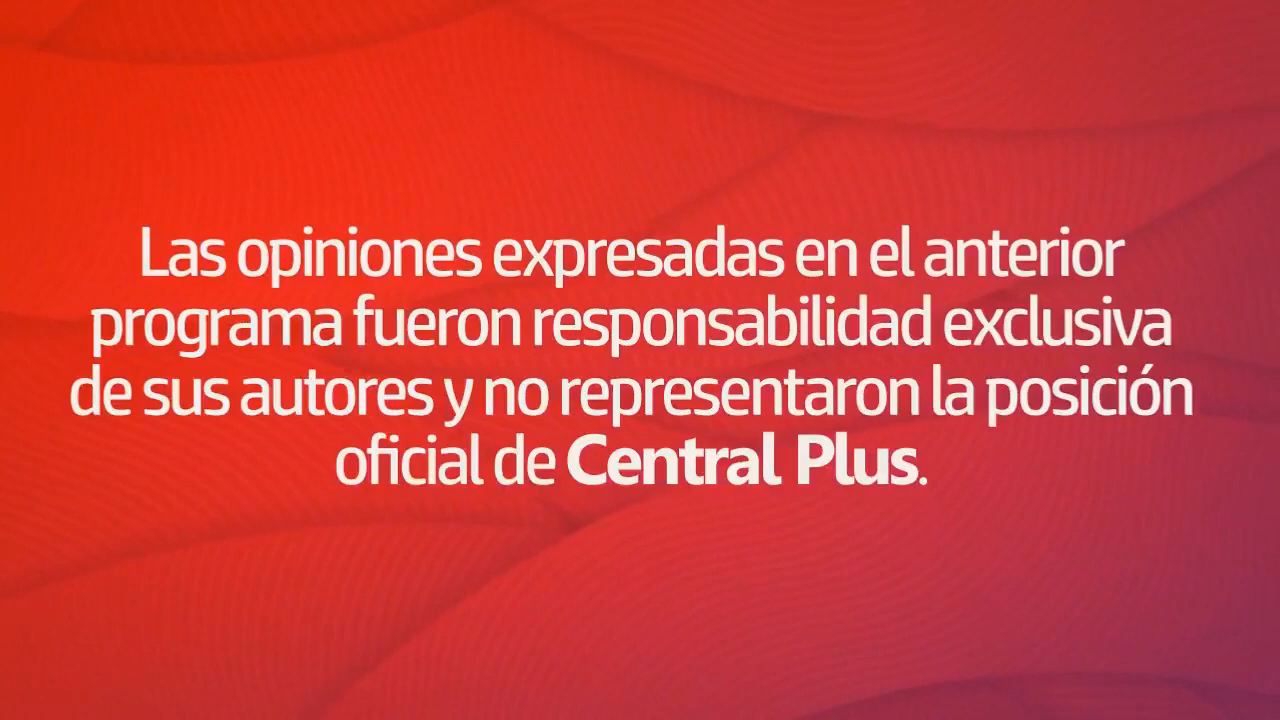 Las opiniones expresadas en el anterior
programa fueron responsabilidad exclusiva
de sus autores y no representaron la posición
oficial de Central Plus.